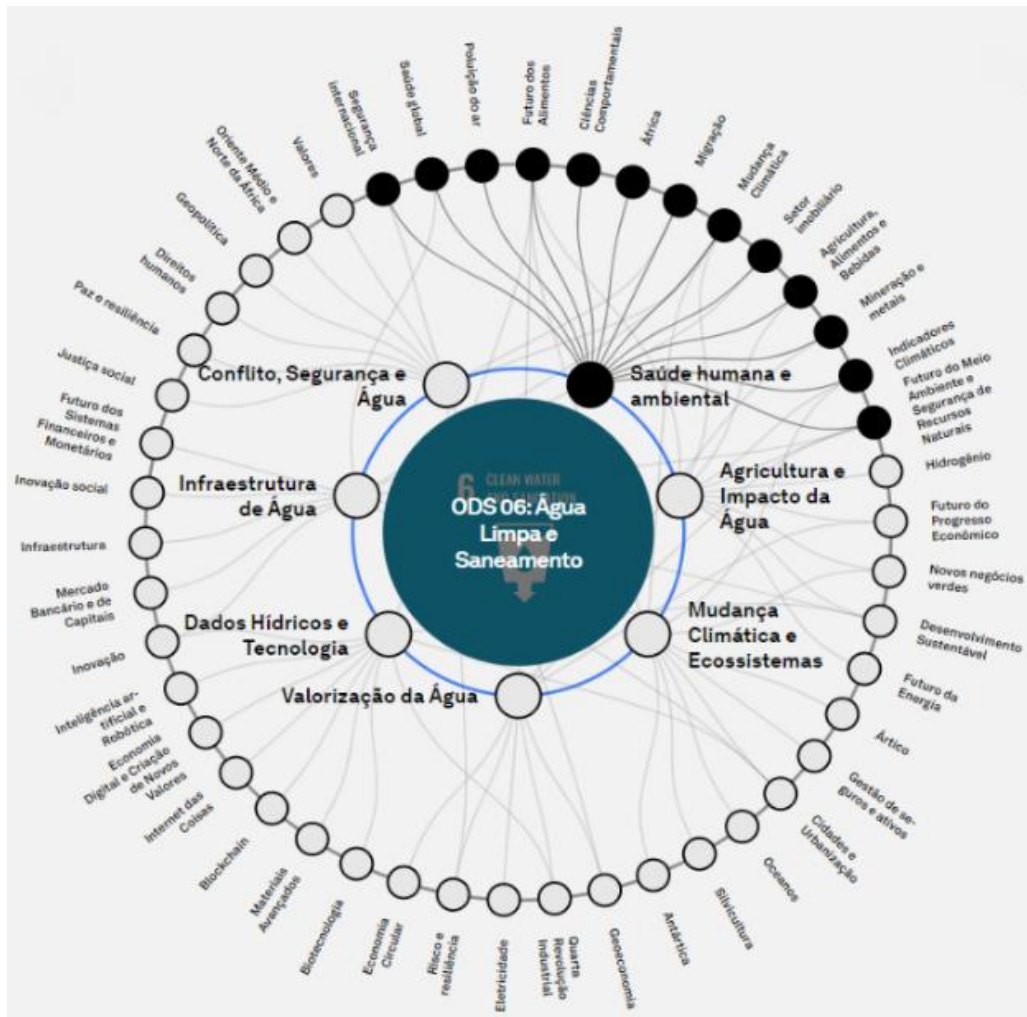 Segurança
internacional
Saúde global
Poluição do ar
Futuro dos
Alimentos
Ciências
Comportamentais
África
Migração
Mudança
Climática
Setor
imobiliário
Agricultura,
Alimentos e
Bebidas
Mineração e
metais
Indicadores
Climáticos
Futuro do Meio
Ambiente e
Segurança de
Recursos
Naturais
Hidrogênio
Futuro do
Progresso
Econômico
Novos negócios
verdes
Desenvolvimento
Sustentável
Futuro da
Energia
Ártico
Gestão de se-
guros e ativos
Cidades e
Urbanização
Oceanos
Silvicultura
Antártica
Geoeconomia
Quarta
Revolução
Industrial
Eletricidade
Risco e
resiliência
Economia
Circular
Biotecnologia
Materiais
Avançados
Blockchain
Internet das
Coisas
Economia
Digital e Criação
de Novos
Valores
Inteligência ar-
tificial e
Robótica
Inovação
Mercado
Bancário e de
Capitais
Infraestrutura
Inovação social
Futuro dos
Sistemas
Financeiros e
Monetários
Justiça social
Paz e resiliência
Direitos
humanos
Geopolítica
Oriente Médio e
Norte da África
Valores
Conflito, Segurança e
Água
Saúde humana e
ambiental
Infraestrutura
de Água
Agricultura e
Impacto da
Água
Dados Hídricos e
Tecnologia
Mudança
Climática e
Ecossistemas
Valorização da Água
6 CLEAN WATER
AND SANITATION
ODS 06: Água
Limpa e
Saneamento